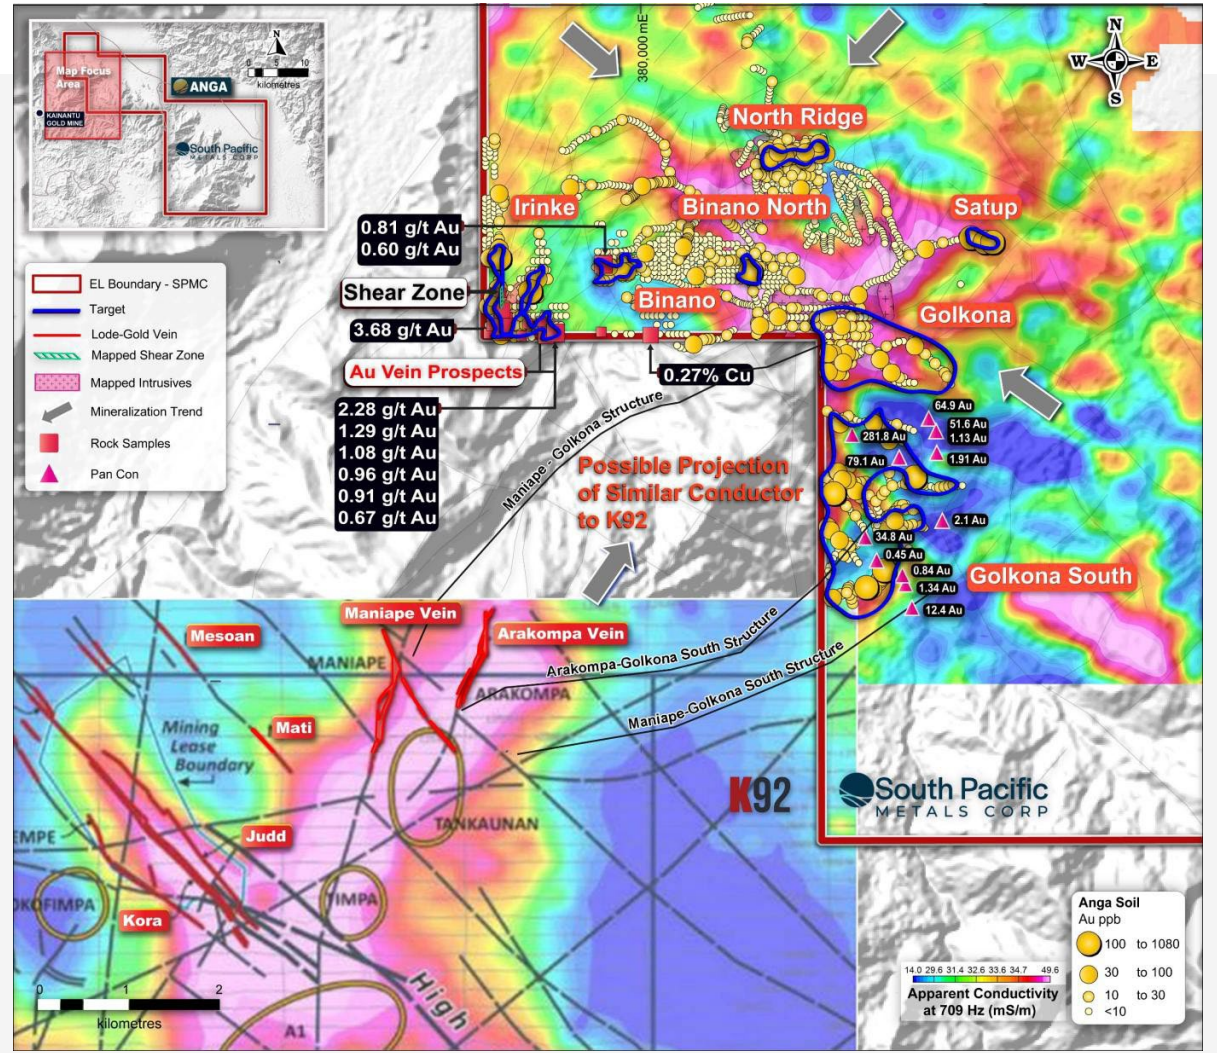 N
0 5 10
kilometres
Map Focus
Area
ANGA
KAINANTU
GOLD MINE
South Pacific
METALS CORP
EL Boundary - SPMC
Target
Lode-Gold Vein
Mapped Shear Zone
Mapped Intrusives
Mineralization Trend
Rock Samples
Pan Con
380,000 mE
N
W E
S
North Ridge
Irinke
Binano North
Satup
0.81 g/t Au
0.60 g/t Au
Shear Zone
Binano
Golkona
3.68 g/t Au
Au Vein Prospects
0.27% Cu
2.28 g/t Au
1.29 g/t Au
1.08 g/t Au
0.96 g/t Au
0.91 g/t Au
0.67 g/t Au
Maniape - Golkona Structure
Possible Projection
of Similar Conductor
to K92
64.9 Au
51.6 Au
1.13 Au
281.8 Au
79.1 Au
1.91 Au
2.1 Au
34.8 Au
0.45 Au
0.84 Au
1.34 Au
12.4 Au
Golkona South
Maniape Vein
Arakompa Vein
Mesoan
MANIAPE
ARAKOMPA
Arakompa-Golkona South Structure
Maniape-Golkona South Structure
Mati
Mining
Lease
Boundary
K92
South Pacific
METALS CORP
TANKAUNAN
EMPE
Judd
OKOFIMPA
Kora
TIMPA
High
A1
0 1 2
kilometres
14.0 29.6 31.4 32.6 33.6 34.7 49.6
Apparent Conductivity
at 709 Hz (mS/m)
Anga Soil
Au ppb
100 to 1080
30 to 100
10 to 30
<10